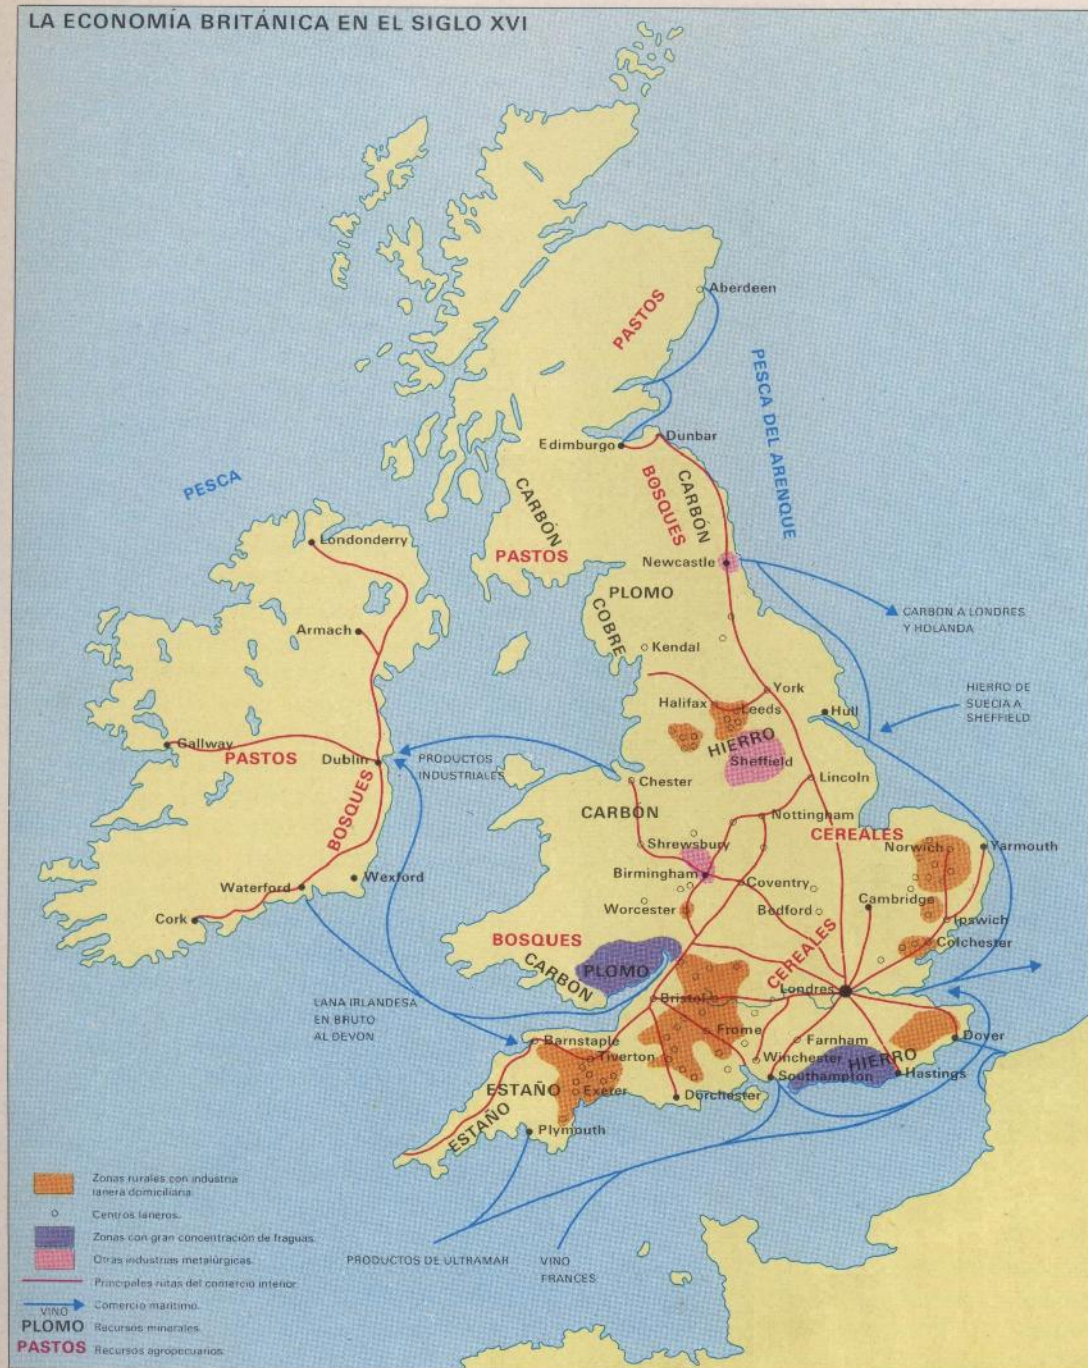 LA ECONOMÍA BRITÁNICA EN EL SIGLO XVI
Aberdeen
PASTOS
PESCA DEL ARENQUE
Edimburgo
Dunbar
PESCA
CARBÓN
BOSQUES
CARBÓN
Londonderry
PASTOS
Newcastle
PLOMO
CARBON A LONDRES
Y HOLANDA
Armach
COBRE
Kendal
York
HIERRO DE
SUECIA A
SHEFFIELD
Halifax
Leeds
Hull
Gallway
PASTOS
HIERRO
Dublin
PRODUCTOS
INDUSTRIALES
Sheffield
Chester
Lincoln
BOSQUES
CARBÓN
Nottingham
CEREALES
Shrewsbury
Norwich
Yarmouth
Birmingham
Wexford
Coventry
Waterford
Cambridge
Worcester
Bedford
Cork
Ipswich
BOSQUES
Colchester
CARBÓN
PLOMO
CEREALES
Londres
LANA IRLANDESA
EN BRUTO
AL DEVON
Bristol
Frome
Barnstaple
Farnham
Dover
Tiverton
Winchester
HIERRO
Southampton
Hastings
ESTAÑO
Exerer
Dorchester
ESTAÑO
Plymouth
Zonas rurales con industria
lanera domiciliaria.
Centros laneros.
Zonas con gran concentración de fraguas.
PRODUCTOS DE ULTRAMAR
VINO
FRANCES
Otras industrias metalúrgicas.
Principales rutas del comercio interior.
VINO
Comercio marítimo.
PLOMO
Recursos minerales.
PASTOS
Recursos agropecuarios.